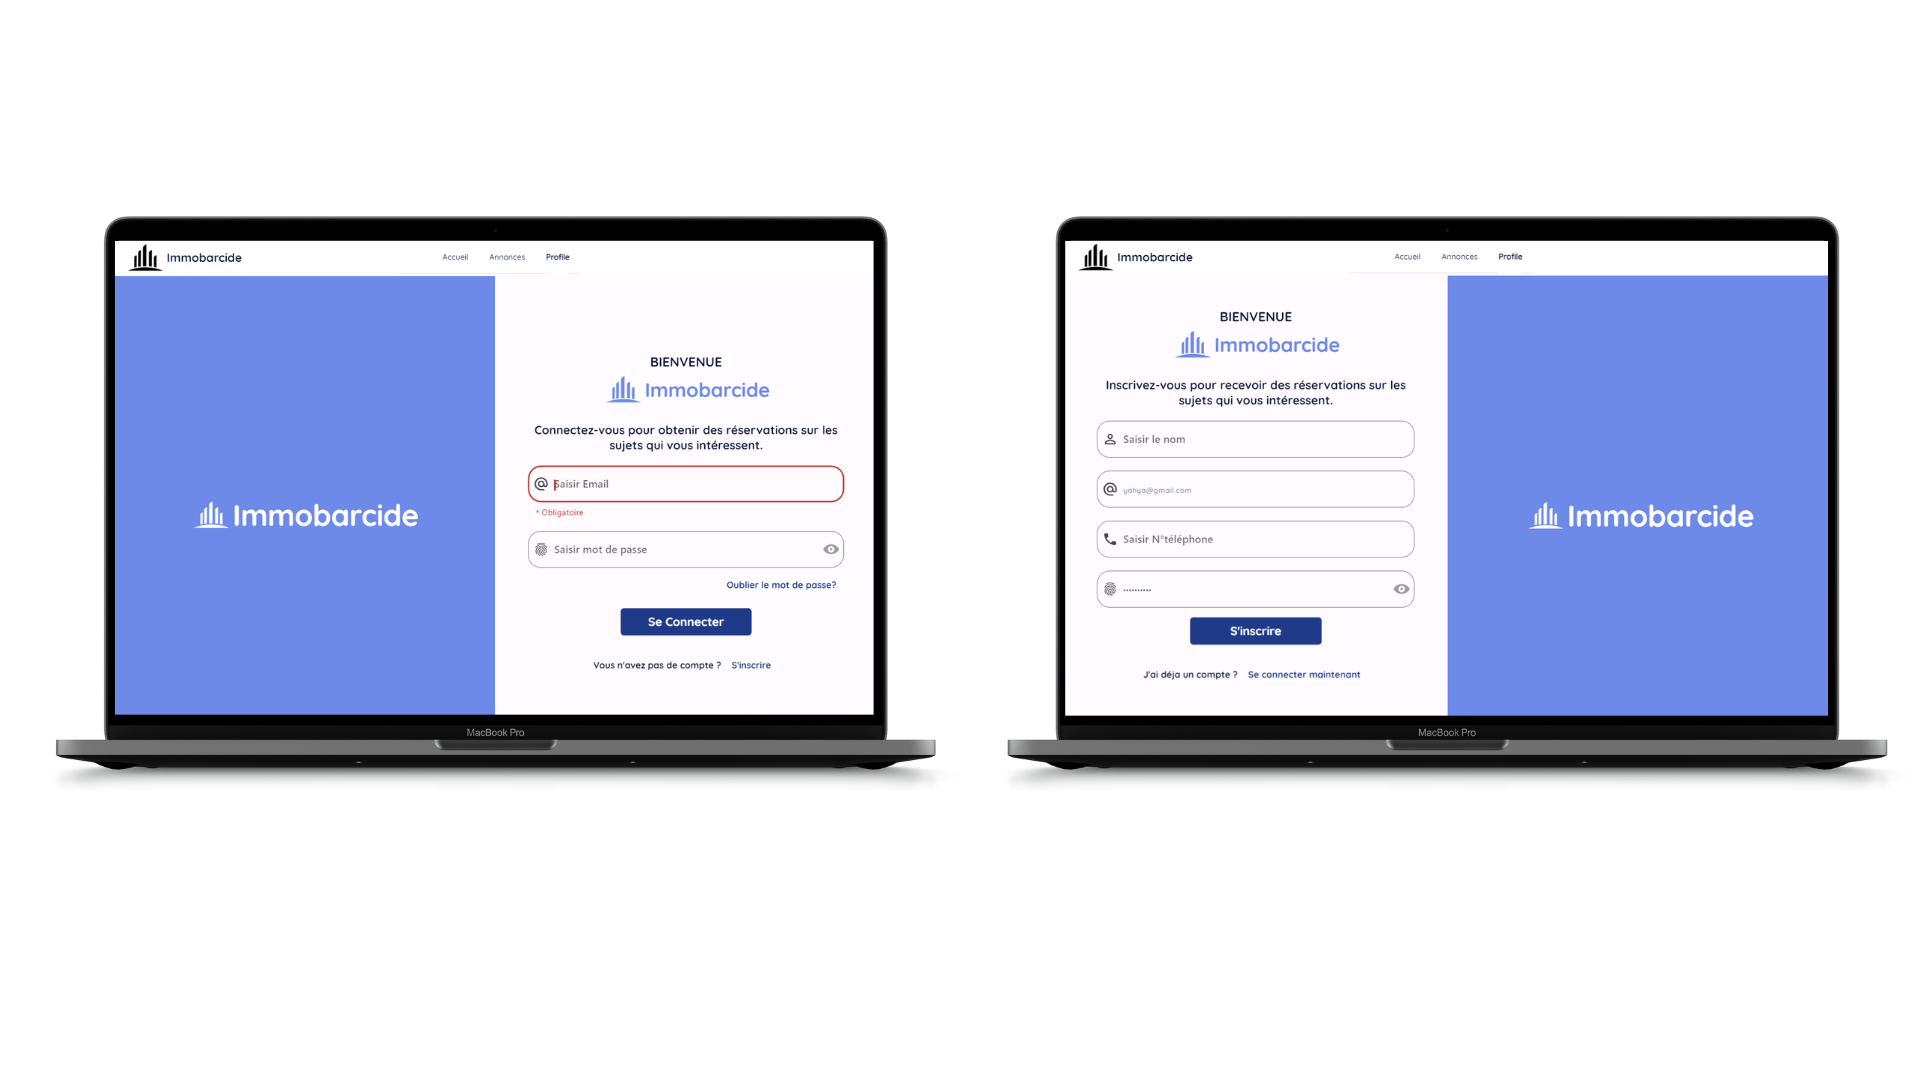 Immobarcide
Accueil Annonces Profile
Immobarcide
BIENVENUE
Immobarcide
Connectez-vous pour obtenir des réservations sur les
sujets qui vous intéressent.
@ Saisir Email
* Obligatoire
Saisir mot de passe
Oublier le mot de passe?
Se Connecter
Vous n'avez pas de compte ? S'inscrire
MacBook Pro
Immobarcide
Accueil Annonces Profile
BIENVENUE
Immobarcide
Inscrivez-vous pour recevoir des réservations sur les
sujets qui vous intéressent.
Saisir le nom
@ yahya@gmail.com
Saisir N°téléphone
••••••••••
S'inscrire
J'ai déja un compte ? Se connecter maintenant
Immobarcide
MacBook Pro